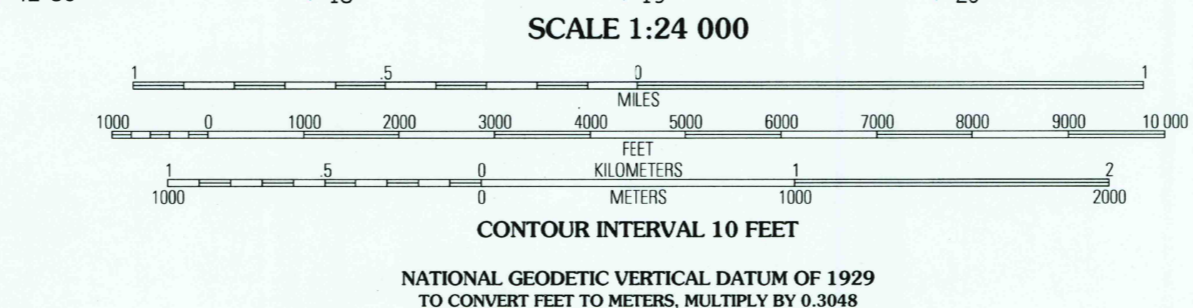 SCALE 1:24 000
1 .5 0 1
MILES
1000 0 1000 2000 3000 4000 5000 6000 7000 8000 9000 10 000
FEET
1 .5 0 KILOMETERS 1 2
1000 0 METERS 1000 2000
CONTOUR INTERVAL 10 FEET
NATIONAL GEODETIC VERTICAL DATUM OF 1929
TO CONVERT FEET TO METERS, MULTIPLY BY 0.3048